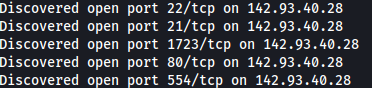 Discovered open port 22/tcp on 142.93.40.28
Discovered open port 21/tcp on 142.93.40.28
Discovered open port 1723/tcp on 142.93.40.28
Discovered open port 80/tcp on 142.93.40.28
Discovered open port 554/tcp on 142.93.40.28